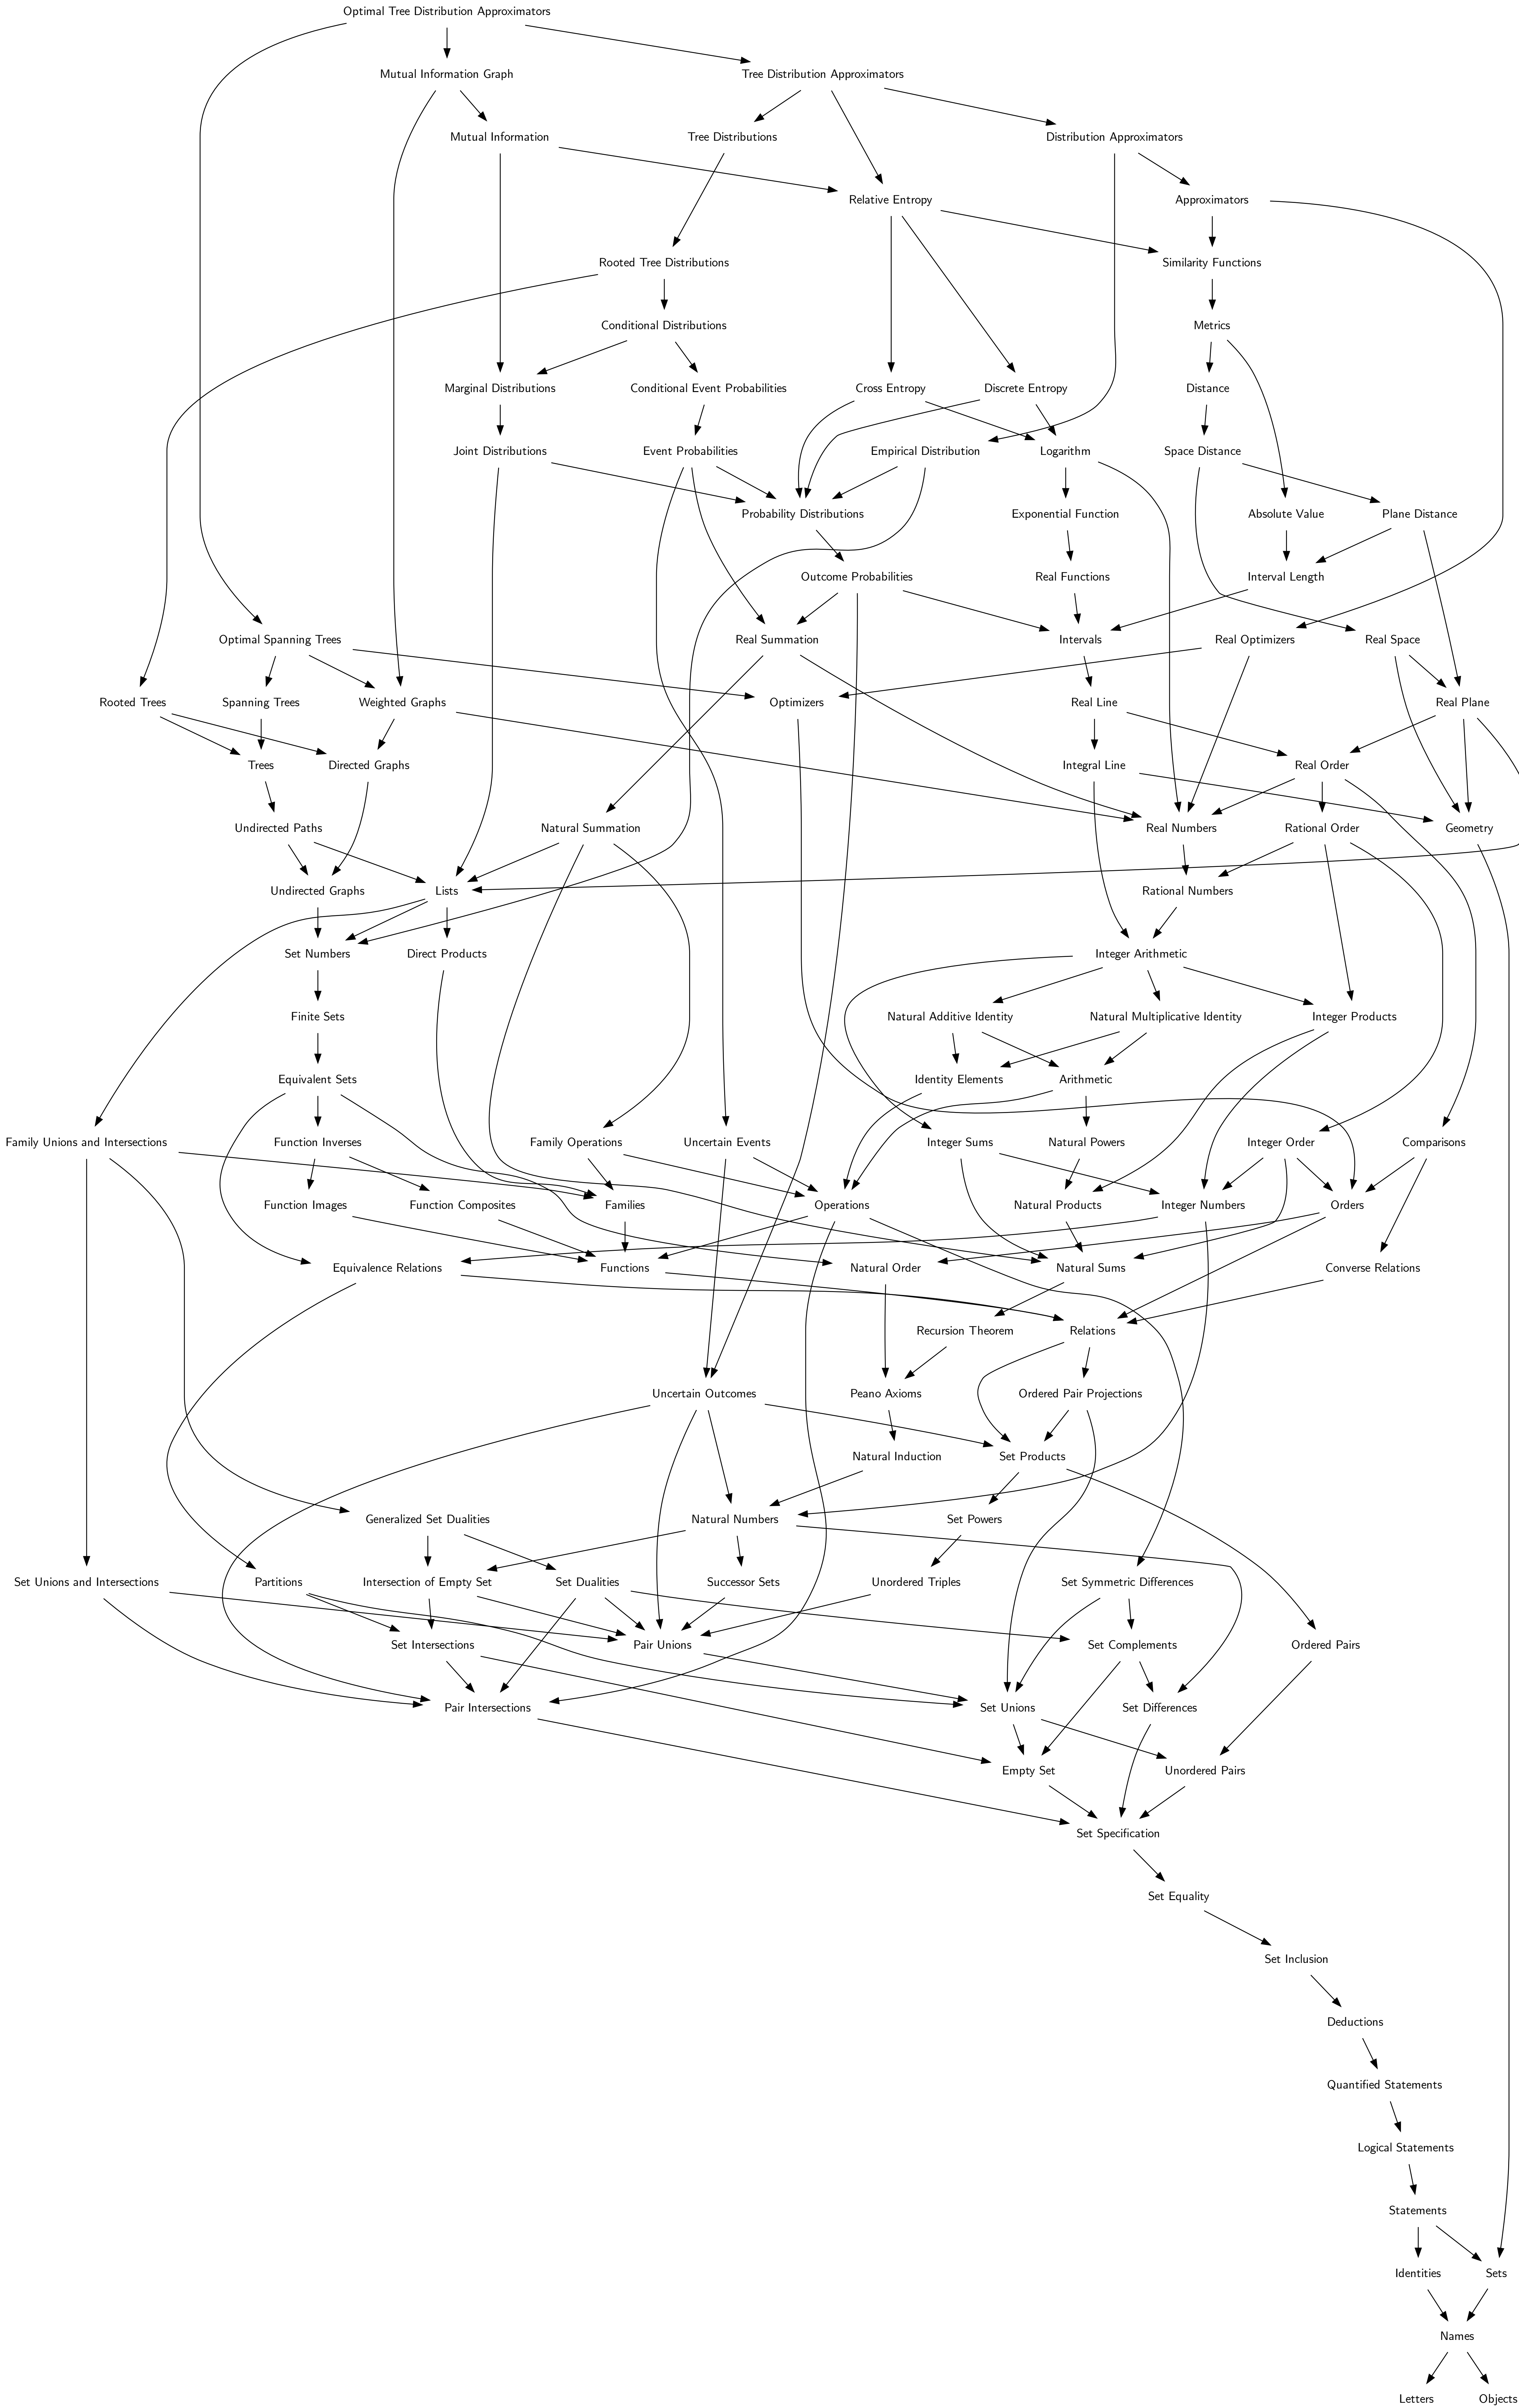 Optimal Tree Distribution Approximators
Mutual Information Graph
Tree Distribution Approximators
Mutual Information
Tree Distributions
Distribution Approximators
Relative Entropy
Approximators
Rooted Tree Distributions
Similarity Functions
Conditional Distributions
Metrics
Marginal Distributions
Conditional Event Probabilities
Cross Entropy
Discrete Entropy
Distance
Joint Distributions
Event Probabilities
Empirical Distribution
Logarithm
Space Distance
Probability Distributions
Exponential Function
Absolute Value
Plane Distance
Outcome Probabilities
Real Functions
Interval Length
Optimal Spanning Trees
Real Summation
Intervals
Real Optimizers
Real Space
Rooted Trees
Spanning Trees
Weighted Graphs
Optimizers
Real Line
Real Plane
Trees
Directed Graphs
Integral Line
Real Order
Undirected Paths
Natural Summation
Real Numbers
Rational Order
Geometry
Undirected Graphs
Lists
Rational Numbers
Set Numbers
Direct Products
Integer Arithmetic
Finite Sets
Natural Additive Identity
Natural Multiplicative Identity
Integer Products
Equivalent Sets
Identity Elements
Arithmetic
Family Unions and Intersections
Function Inverses
Family Operations
Uncertain Events
Integer Sums
Natural Powers
Integer Order
Comparisons
Function Images
Function Composites
Families
Operations
Natural Products
Integer Numbers
Orders
Equivalence Relations
Functions
Natural Order
Natural Sums
Converse Relations
Recursion Theorem
Relations
Uncertain Outcomes
Peano Axioms
Ordered Pair Projections
Natural Induction
Set Products
Generalized Set Dualities
Natural Numbers
Set Powers
Set Unions and Intersections
Partitions
Intersection of Empty Set
Set Dualities
Successor Sets
Unordered Triples
Set Symmetric Differences
Set Intersections
Pair Unions
Set Complements
Ordered Pairs
Pair Intersections
Set Unions
Set Differences
Empty Set
Unordered Pairs
Set Specification
Set Equality
Set Inclusion
Deductions
Quantified Statements
Logical Statements
Statements
Identities
Sets
Names
Letters
Objects